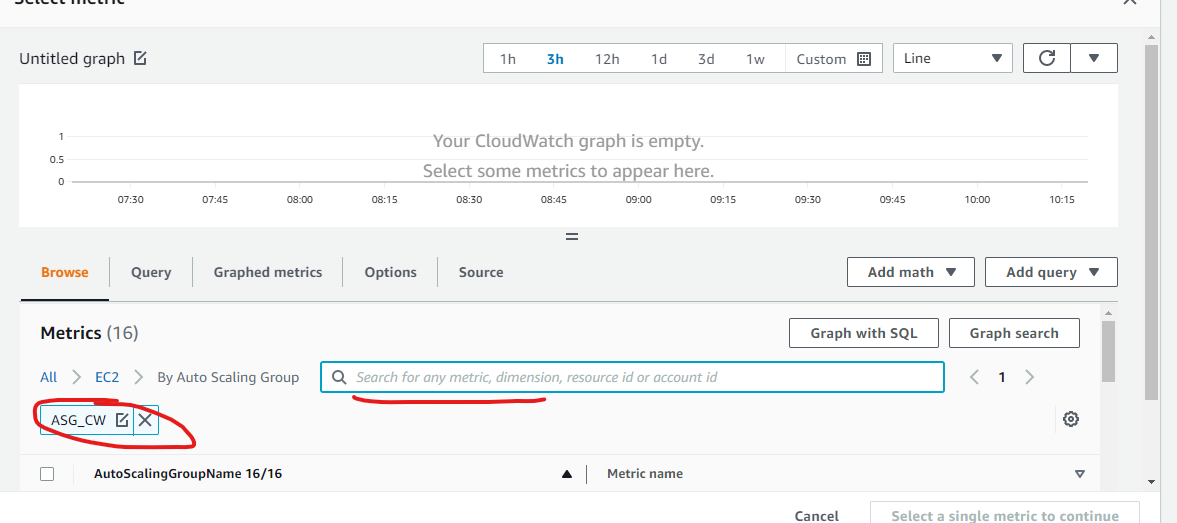 Select metric
Untitled graph
1h 3h 12h 1d 3d 1w Custom Line
1
0.5
0
Your CloudWatch graph is empty.
Select some metrics to appear here.
07:30 07:45 08:00 08:15 08:30 08:45 09:00 09:15 09:30 09:45 10:00 10:15
Browse Query Graphed metrics Options Source Add math Add query
Metrics (16) Graph with SQL Graph search
All EC2 By Auto Scaling Group Search for any metric, dimension, resource id or account id 1
ASG_CW
AutoScalingGroupName 16/16 Metric name
Cancel Select a single metric to continue